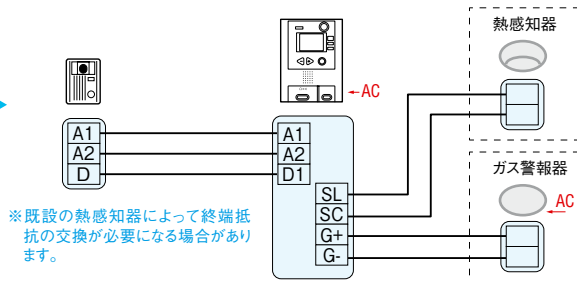 熱感知器
←AC
A1
A2
D
A1
A2
D1
SL
SC
G+
G-
ガス警報器
AC
※既設の熱感知器によって終端抵
抗の交換が必要になる場合があり
ます。